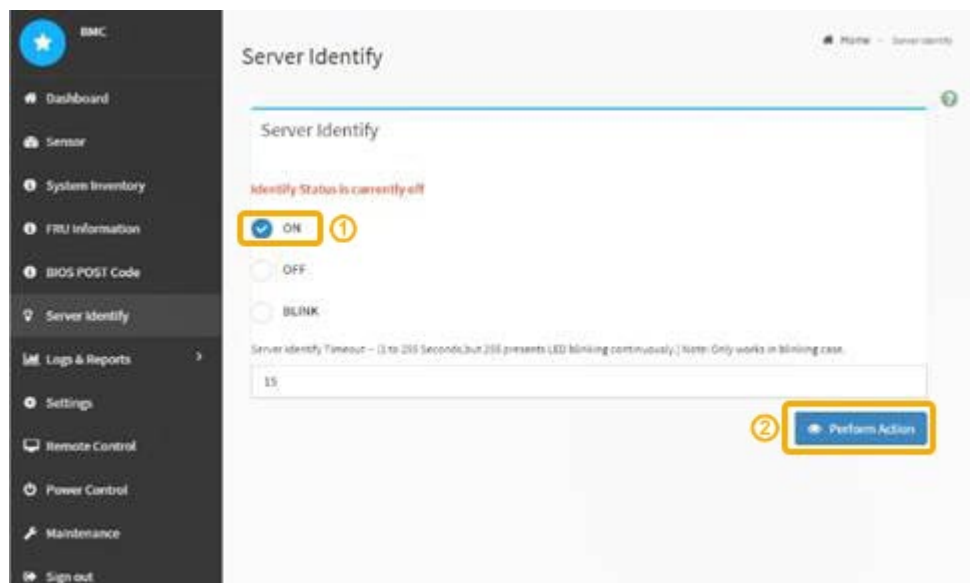 BMC
Home - Server Identify
Server Identify
Dashboard
Sensor
System Inventory
FRU Information
BIOS POST Code
Server Identify
Logs & Reports
Settings
Remote Control
Power Control
Maintenance
Sign out
Server Identify
Identify Status is currently off
ON
1
OFF
BLINK
Server Identify Timeout - (1 to 255 Seconds,but 255 presents LED blinking continuously.) Note: Only works in blinking case.
15
2
Perform Action